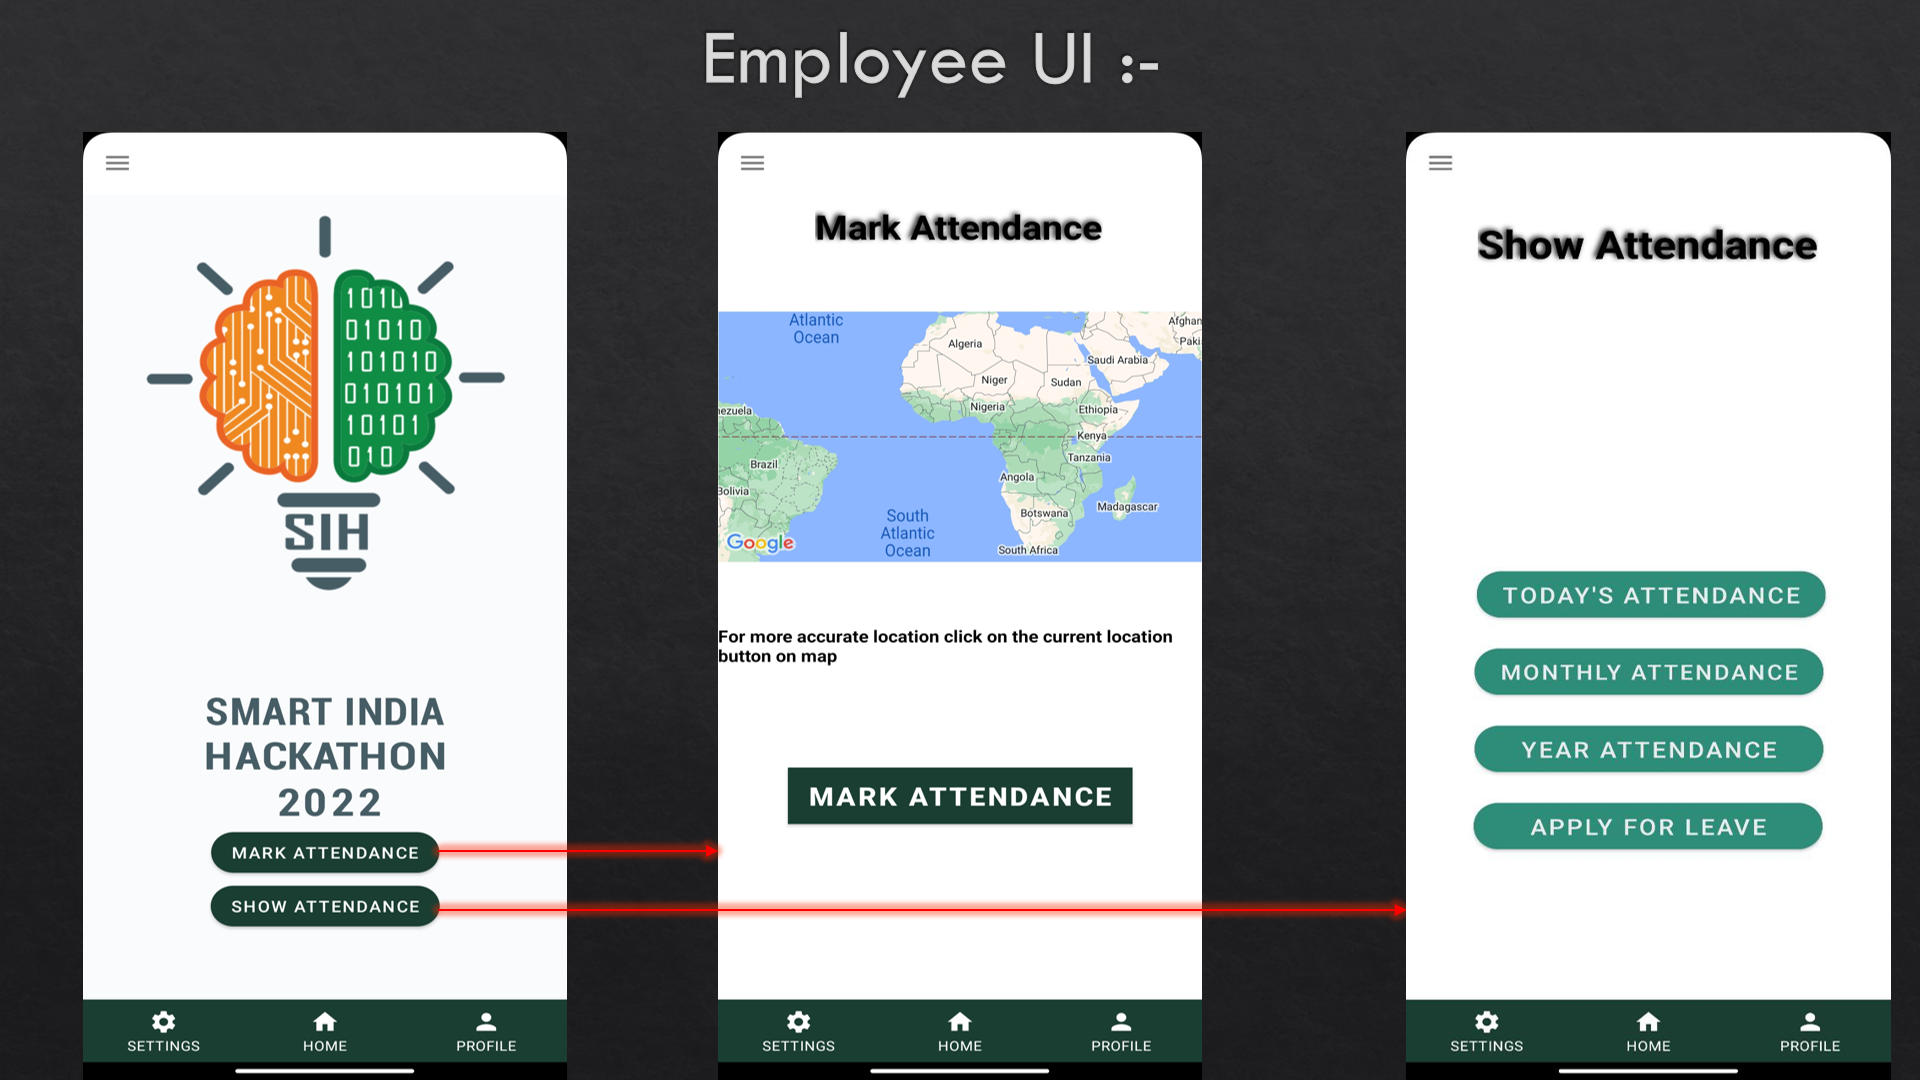 Employee UI :-
101
01010
101010
010101
10101
010
SIH
SMART INDIA
HACKATHON
2022
MARK ATTENDANCE
SHOW ATTENDANCE
SETTINGS
HOME
PROFILE
Mark Attendance
Atlantic
Ocean
Algeria
Saudi Arabia
Afghan
Paki
Niger
Sudan
Nigeria
Ethiopia
nezuela
Kenya
Tanzania
Brazil
Angola
Bolivia
Botswana
Madagascar
South
Atlantic
Ocean
South Africa
Google
For more accurate location click on the current location
button on map
MARK ATTENDANCE
SETTINGS
HOME
PROFILE
Show Attendance
TODAY'S ATTENDANCE
MONTHLY ATTENDANCE
YEAR ATTENDANCE
APPLY FOR LEAVE
SETTINGS
HOME
PROFILE